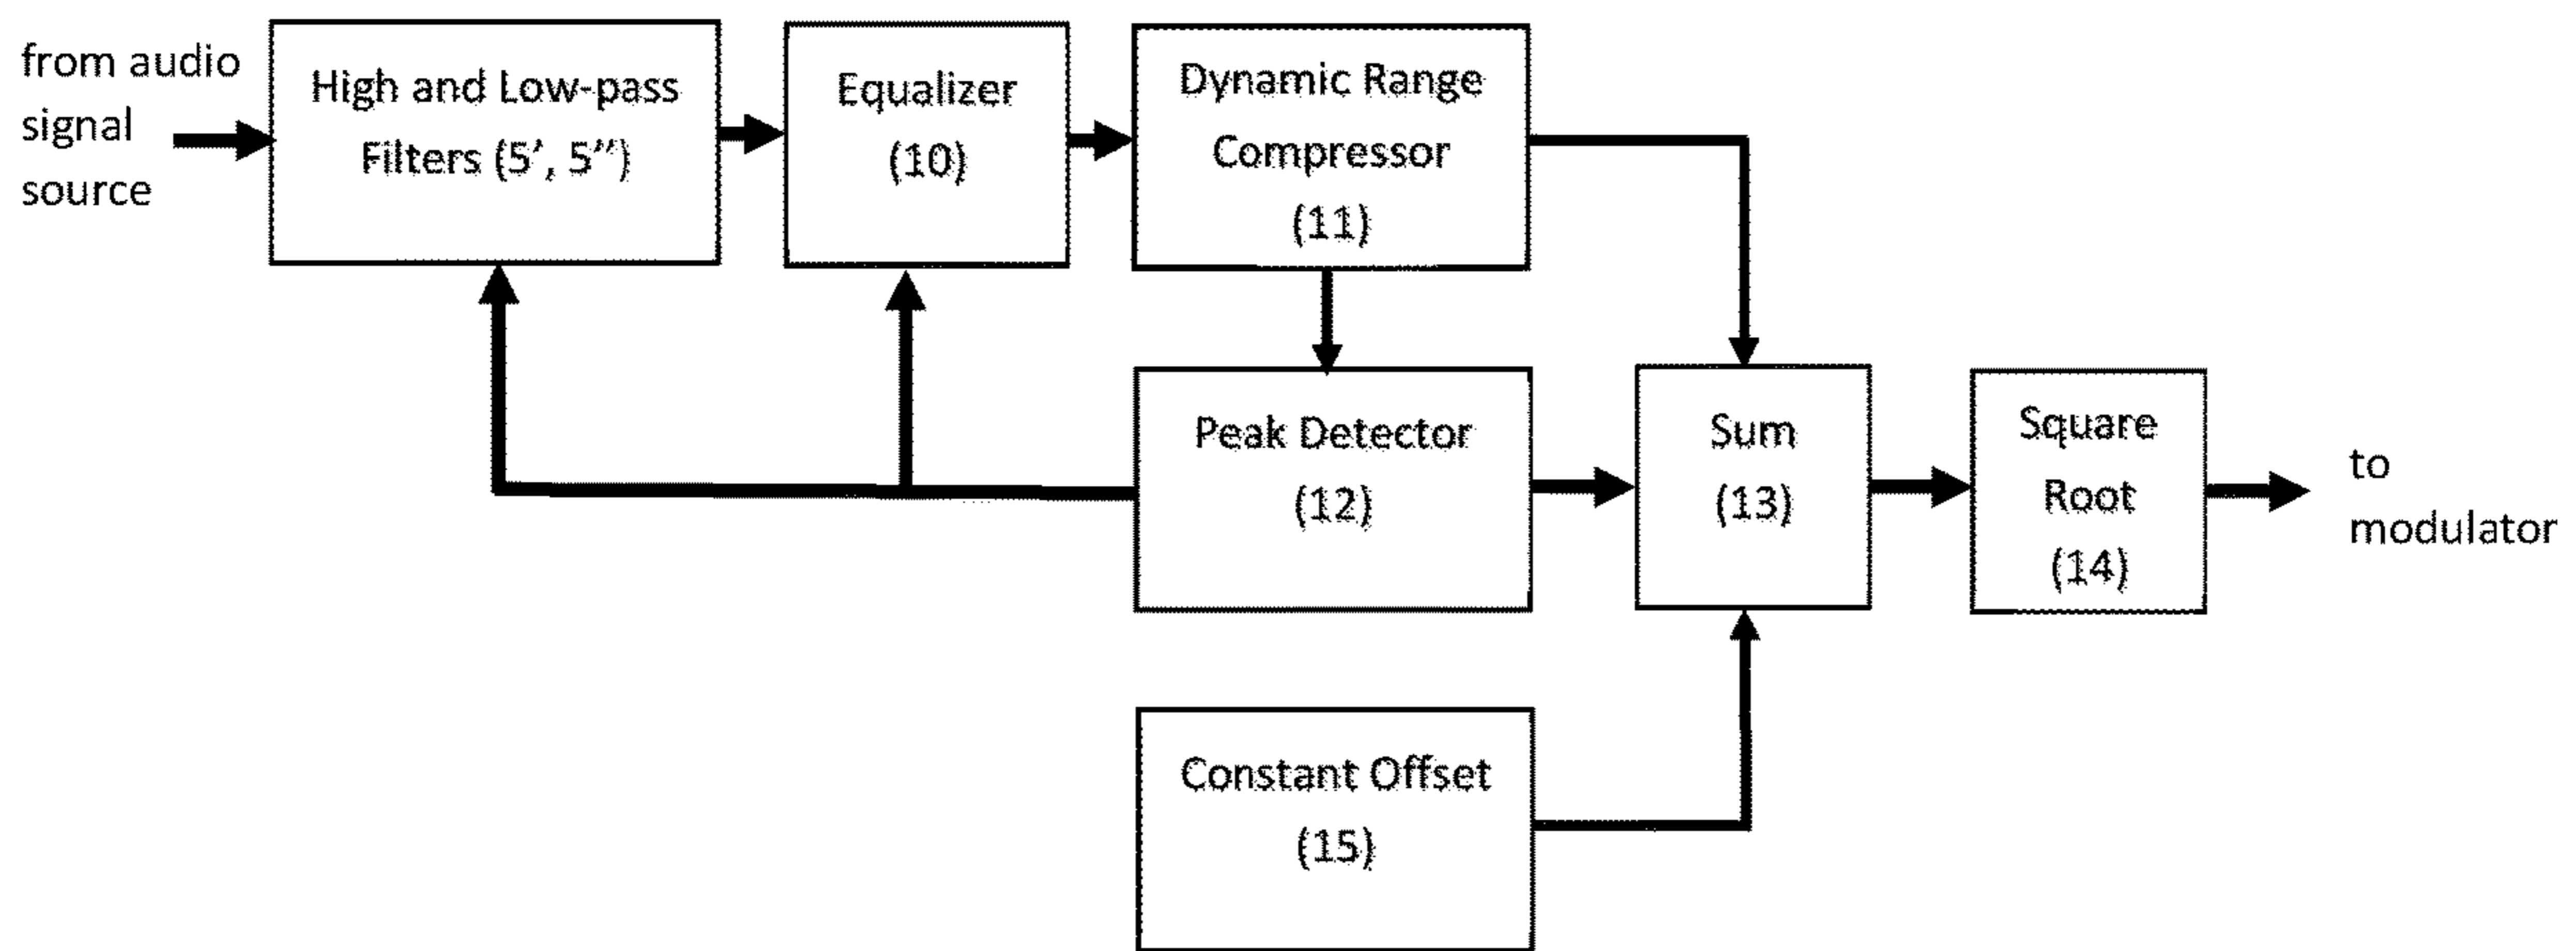 from audio
signal
source
High and Low-pass
Filters (5’, 5’’)
Equalizer
(10)
Dynamic Range
Compressor
(11)
Peak Detector
(12)
Sum
(13)
Square
Root
(14)
to
modulator
Constant Offset
(15)